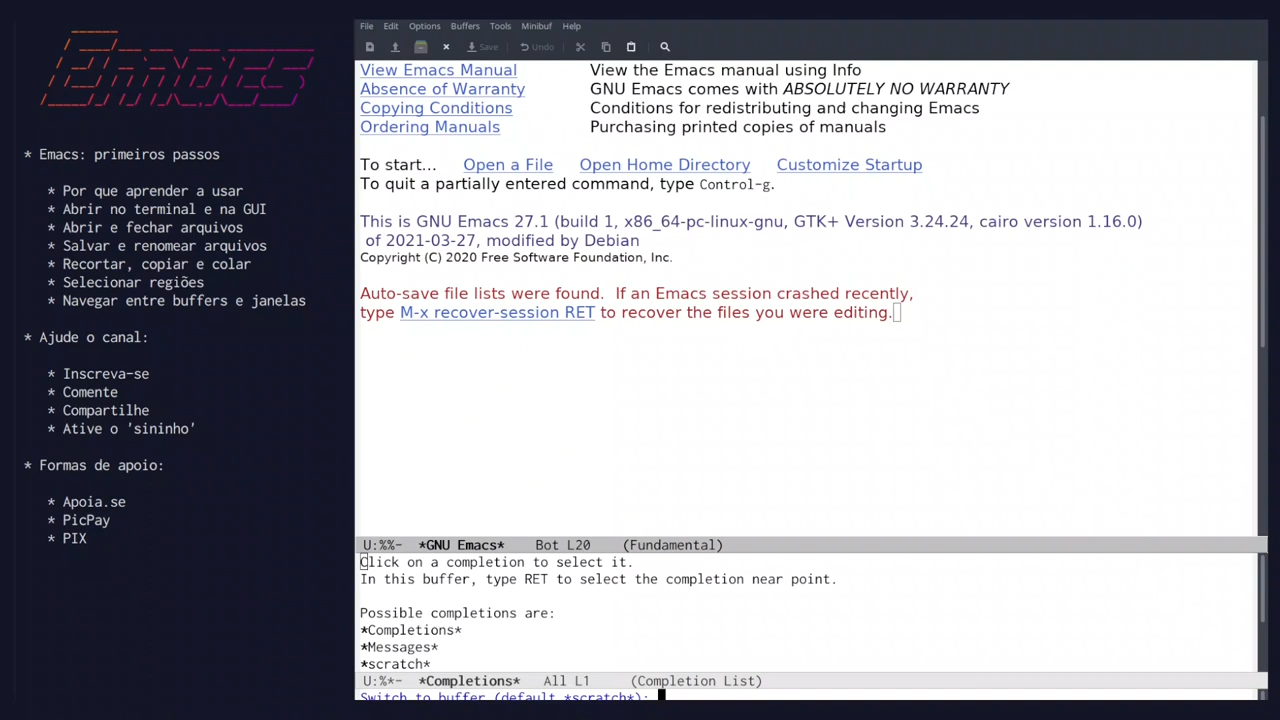 * Emacs: primeiros passos
* Por que aprender a usar
* Abrir no terminal e na GUI
* Abrir e fechar arquivos
* Salvar e renomear arquivos
* Recortar, copiar e colar
* Selecionar regiões
* Navegar entre buffers e janelas
* Ajude o canal:
* Inscreva-se
* Comente
* Compartilhe
* Ative o 'sininho'
* Formas de apoio:
* Apoia.se
* PicPay
* PIX
File Edit Options Buffers Tools Minibuf Help
Save Undo
View Emacs Manual View the Emacs manual using Info
Absence of Warranty GNU Emacs comes with ABSOLUTELY NO WARRANTY
Copying Conditions Conditions for redistributing and changing Emacs
Ordering Manuals Purchasing printed copies of manuals
To start... Open a File Open Home Directory Customize Startup
To quit a partially entered command, type Control-g.
This is GNU Emacs 27.1 (build 1, x86_64-pc-linux-gnu, GTK+ Version 3.24.24, cairo version 1.16.0)
of 2021-03-27, modified by Debian
Copyright (C) 2020 Free Software Foundation, Inc.
Auto-save file lists were found. If an Emacs session crashed recently,
type M-x recover-session RET to recover the files you were editing.
U:%%- *GNU Emacs* Bot L20 (Fundamental)
Click on a completion to select it.
In this buffer, type RET to select the completion near point.
Possible completions are:
*Completions*
*Messages*
*scratch*
U:%*- *Completions* All L1 (Completion List)
Switch to buffer (default *scratch*):